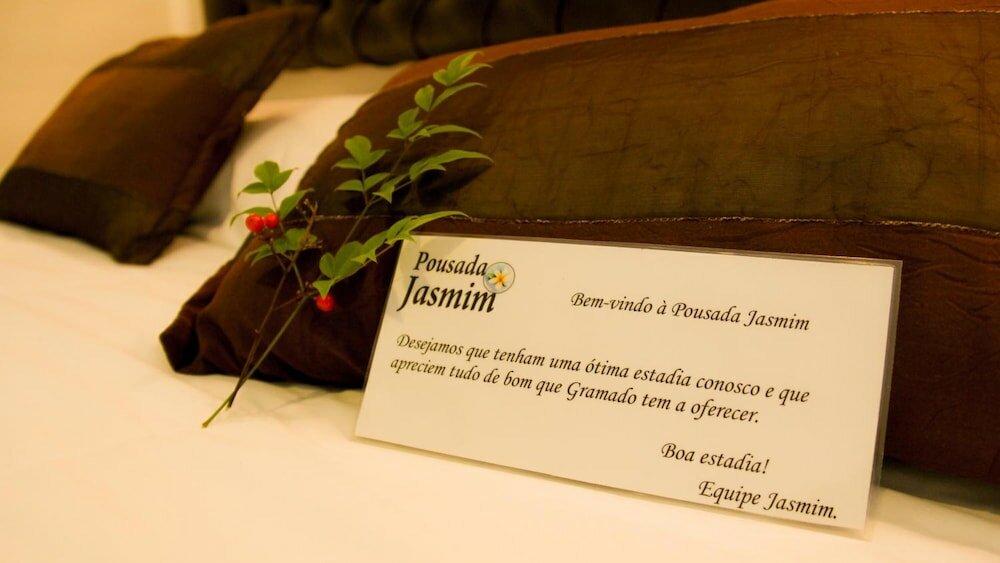 Pousada
Jasmim
Bem-vindo à Pousada Jasmim
Desejamos que tenham uma ótima estadia conosco e que
apreciem tudo de bom que Gramado tem a oferecer.
Boa estadia!
Equipe Jasmim.